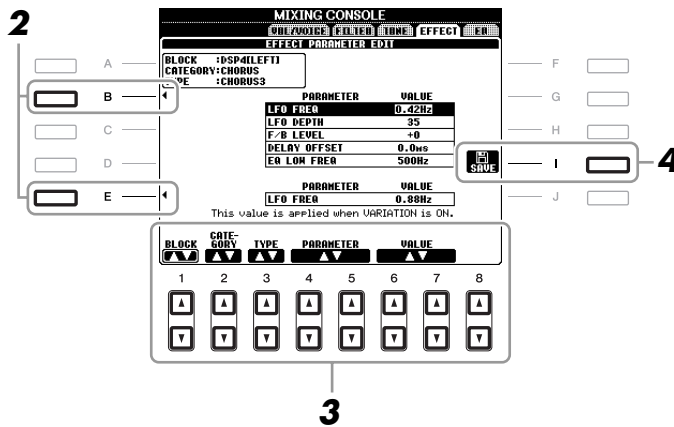 MIXING CONSOLE
VOL/VOICE FILTER TUNE EFFECT EQ
EFFECT PARAMETER EDIT
2
BLOCK :DSP4[LEFT]
CATEGORY:CHORUS
TYPE :CHORUS3
A
F
B
G
PARAMETER VALUE
LFO FREQ 0.42Hz
LFO DEPTH 35
C
H
F/B LEVEL +0
DELAY OFFSET 0.0ms
EQ LOW FREQ 500Hz
D
SAVE
I
4
PARAMETER VALUE
LFO FREQ 0.88Hz
E
J
This value is applied when VARIATION is ON.
BLOCK CATE-GORY TYPE PARAMETER VALUE
1 2 3 4 5 6 7 8
3